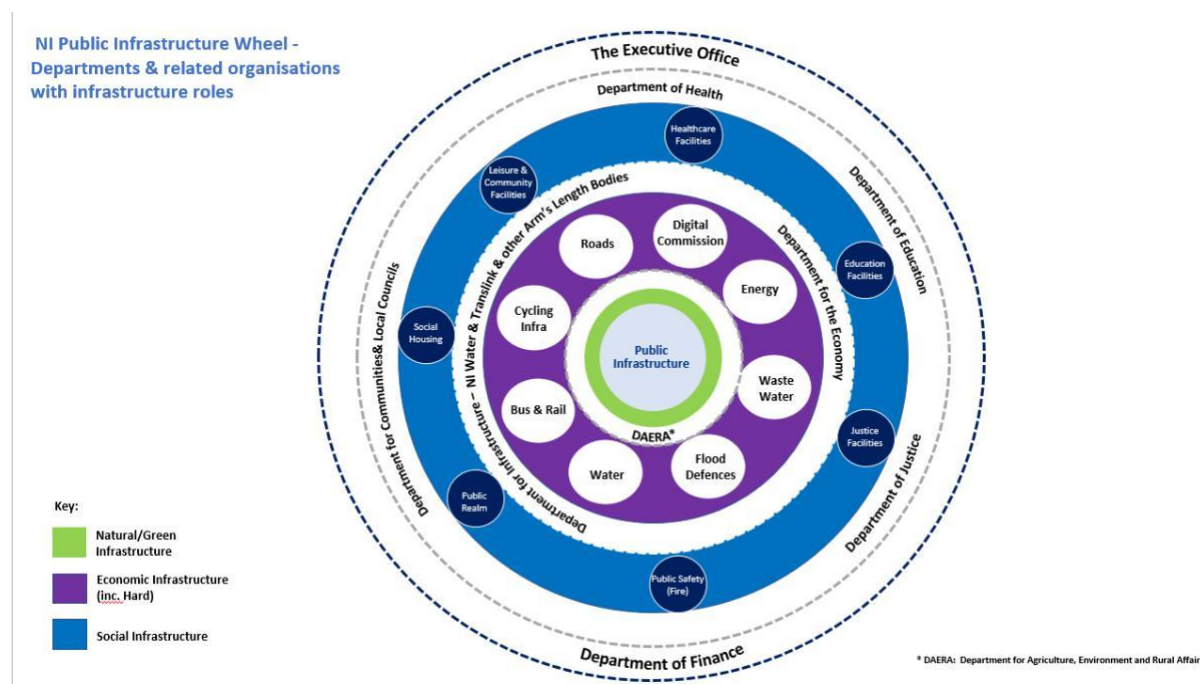 NI Public Infrastructure Wheel -
Departments & related organisations
with infrastructure roles
The Executive Office
Department of Health
Healthcare
Facilities
Leisure &
Community
Facilities
Department of Education
Education
Facilities
Department for Communities& Local Councils
Social
Housing
Department for Infrastructure – NI Water & Translink & other Arm's Length Bodies
Department for the Economy
Roads
Digital
Commission
Energy
Cycling
Infra
Public
Infrastructure
Waste
Water
Bus & Rail
DAERA*
Water
Flood
Defences
Justice
Facilities
Department of Justice
Public
Realm
Public Safety
(Fire)
Department of Finance
Key:
Natural/Green
Infrastructure
Economic Infrastructure
(inc. Hard)
Social Infrastructure
* DAERA: Department for Agriculture, Environment and Rural Affair